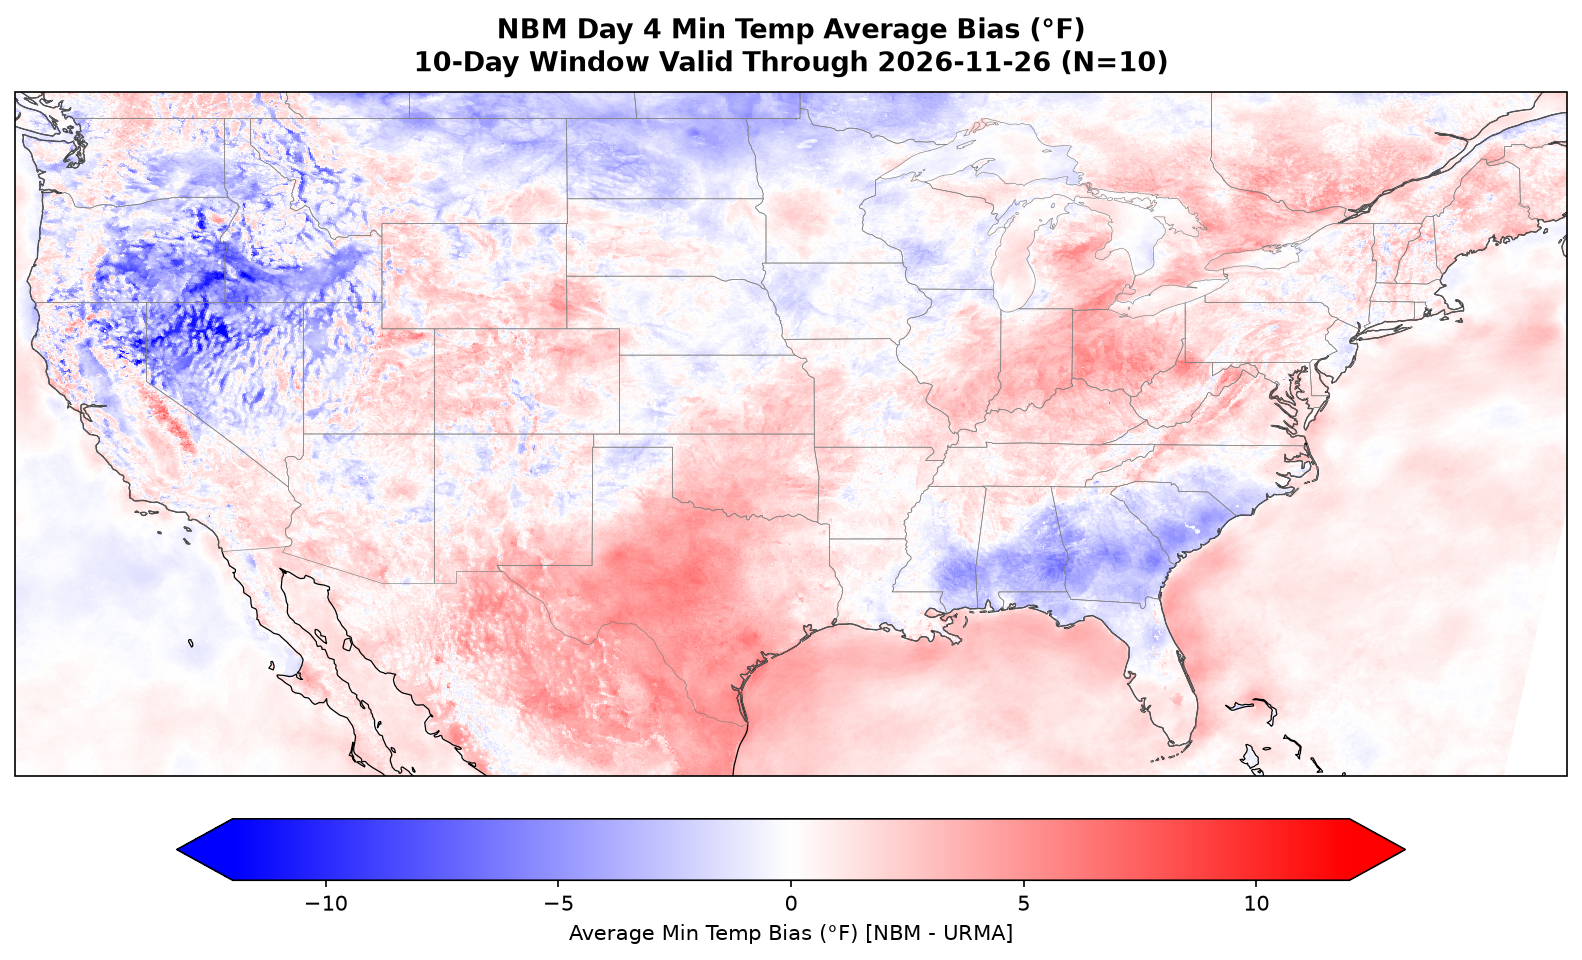 NBM Day 4 Min Temp Average Bias (°F)
10-Day Window Valid Through 2026-11-26 (N=10)
−10 −5 0 5 10
Average Min Temp Bias (°F) [NBM - URMA]